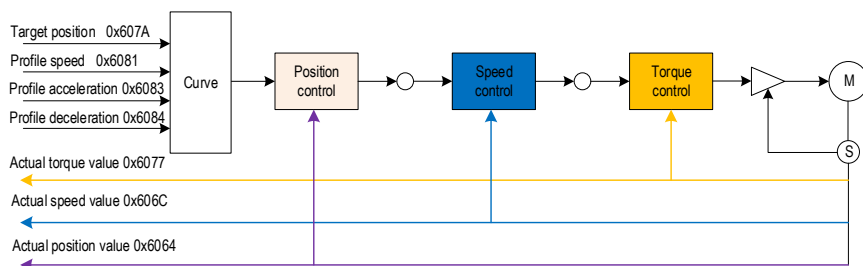 Target position 0x607A
Profile speed 0x6081
Profile acceleration 0x6083
Profile deceleration 0x6084
Curve
Position
control
Speed
control
Torque
control
M
S
Actual torque value 0x6077
Actual speed value 0x606C
Actual position value 0x6064